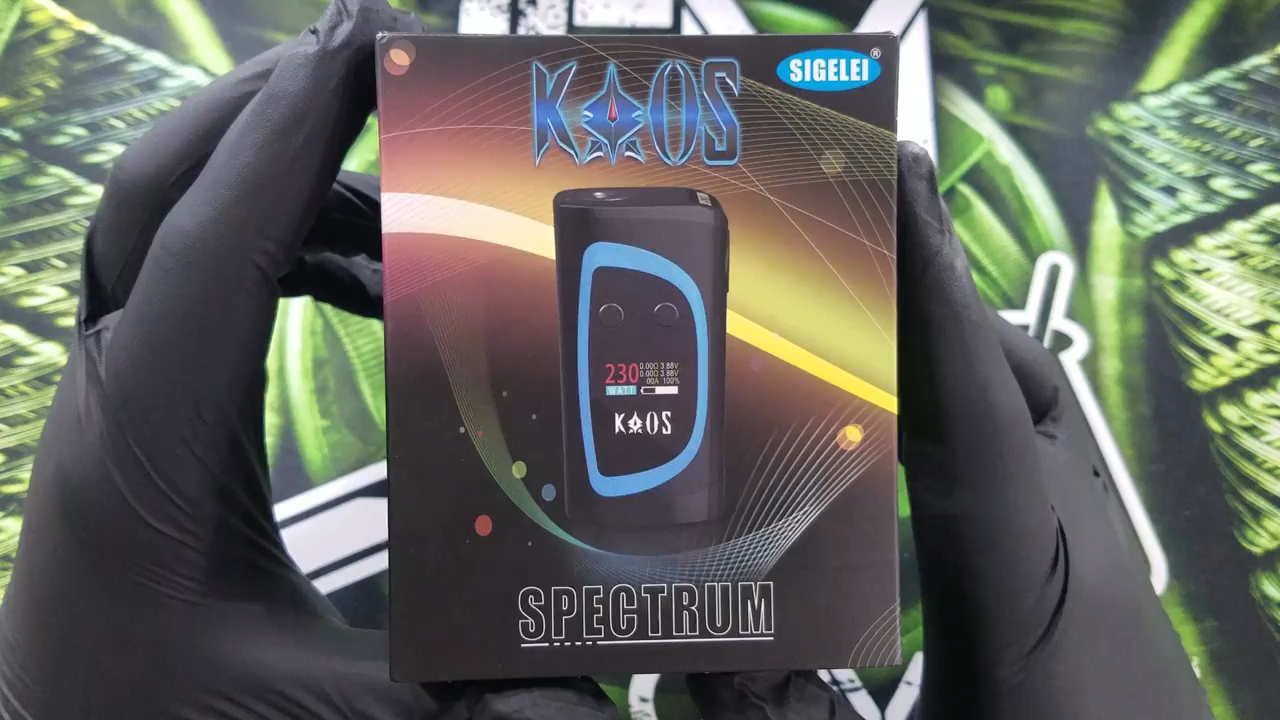 KAOS
SIGELEI®
230
0.00Ω 3.88V
0.00Ω 3.88V
00A 100%
WATT
KAOS
SPECTRUM